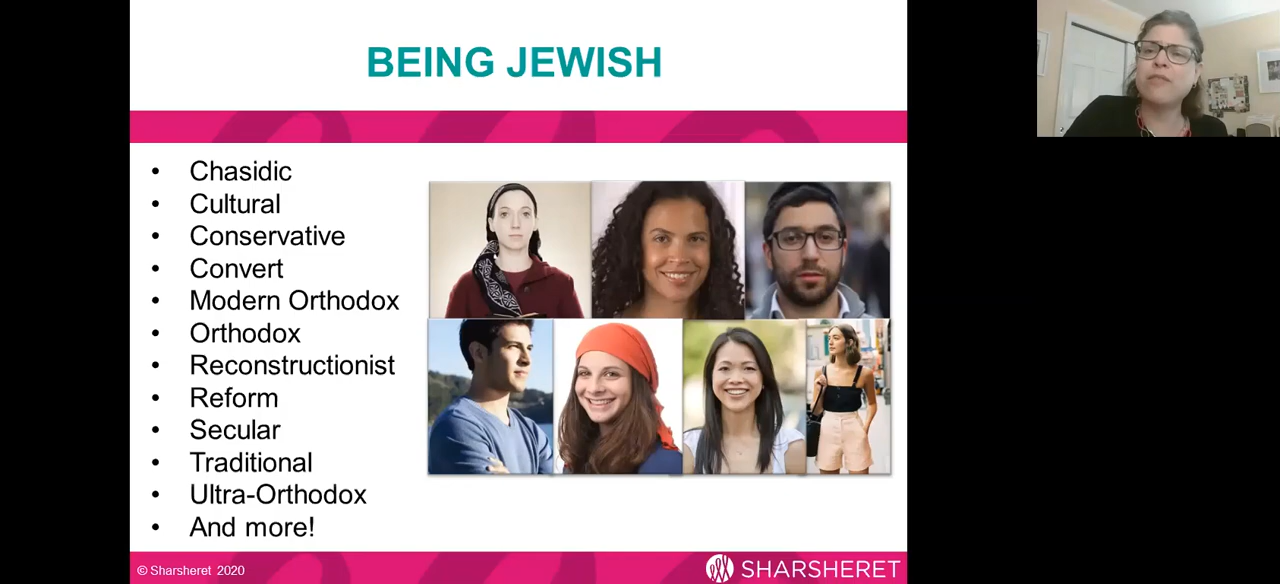 BEING JEWISH
• Chasidic
• Cultural
• Conservative
• Convert
• Modern Orthodox
• Orthodox
• Reconstructionist
• Reform
• Secular
• Traditional
• Ultra-Orthodox
• And more!
© Sharsheret 2020
SHARSHERET